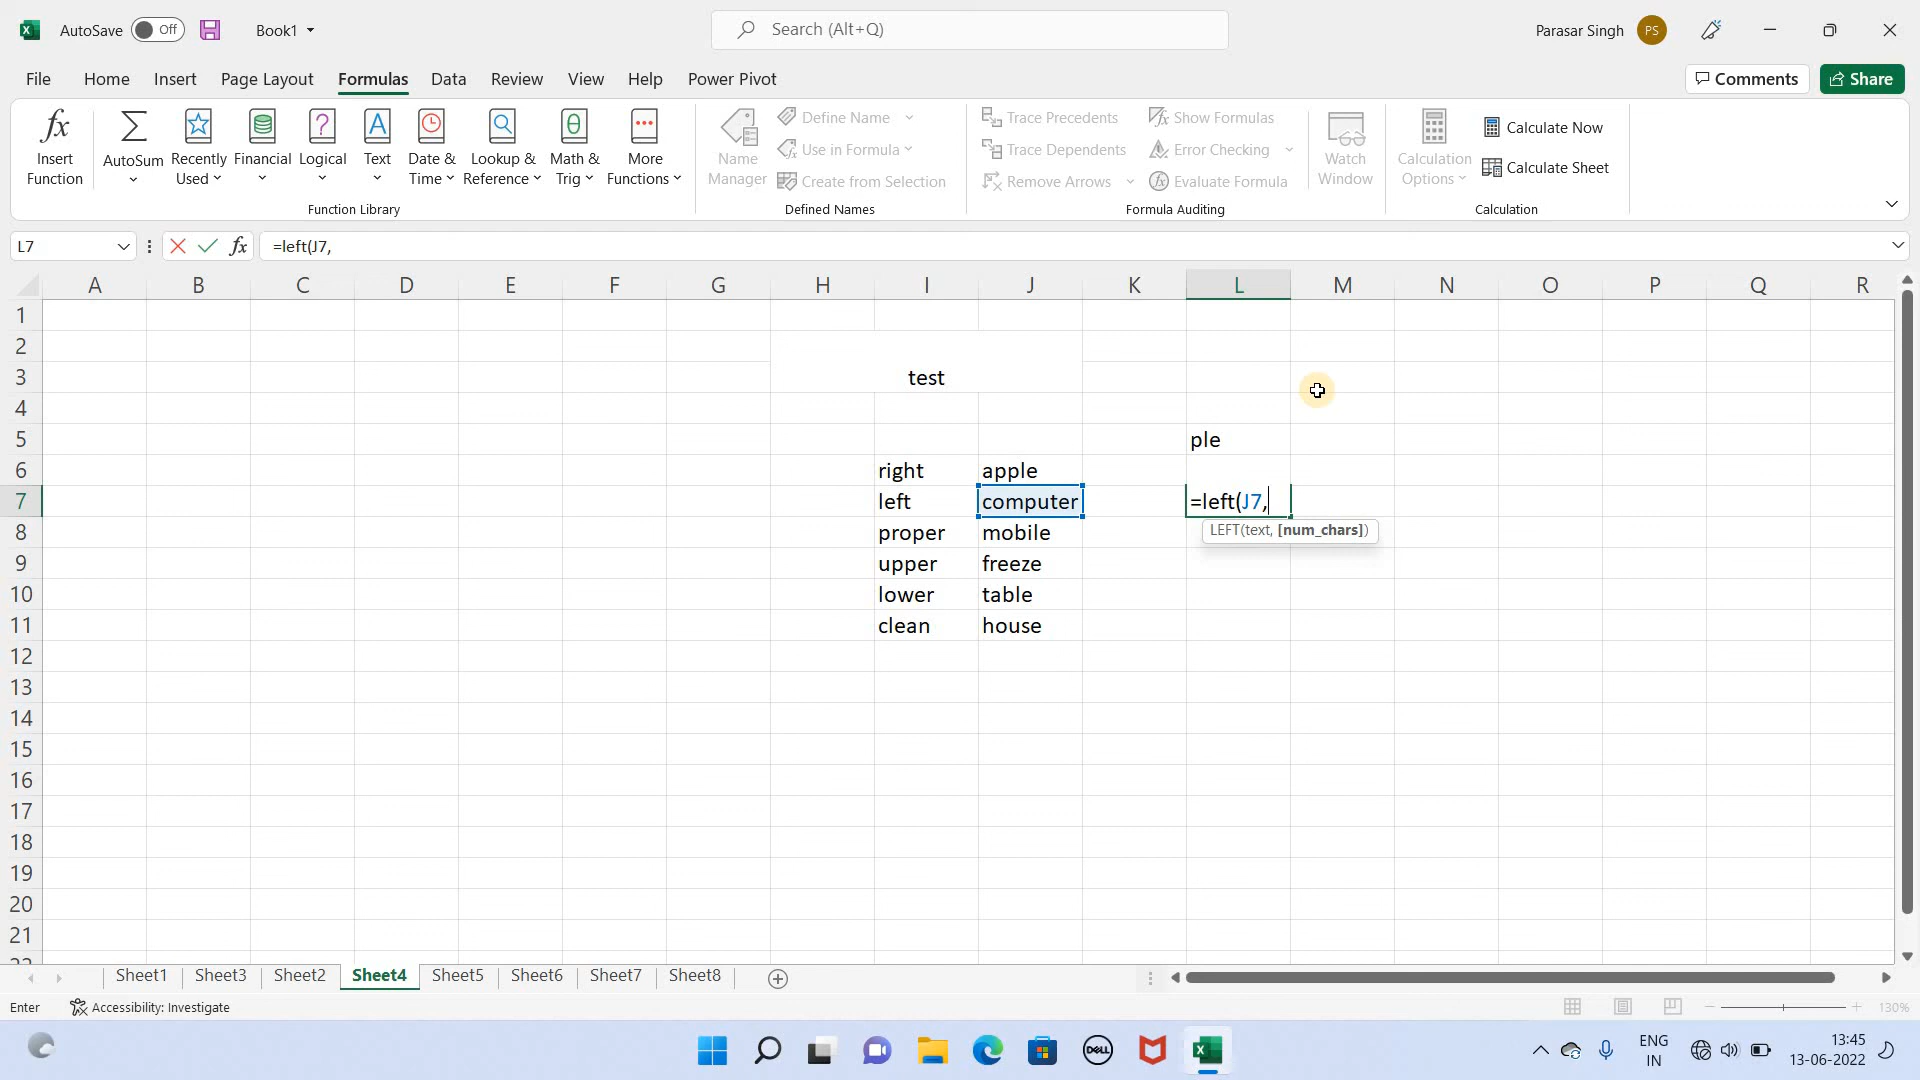 AutoSave Off Book1 Search (Alt+Q) Parasar Singh PS
File Home Insert Page Layout Formulas Data Review View Help Power Pivot Comments Share
Insert Function AutoSum Recently Used Financial Logical Text Date & Time Lookup & Reference Math & Trig More Functions
Function Library
Name Manager Define Name Use in Formula Create from Selection
Defined Names
Trace Precedents Show Formulas
Trace Dependents Error Checking
Remove Arrows Evaluate Formula
Watch Window
Formula Auditing
Calculation Options Calculate Now Calculate Sheet
Calculation
L7 fx =left(J7,
A B C D E F G H I J K L M N O P Q R
1
2
3 test
4
5 ple
6 right apple
7 left computer =left(J7,
LEFT(text, [num_chars])
8 proper mobile
9 upper freeze
10 lower table
11 clean house
12
13
14
15
16
17
18
19
20
21
Sheet1 Sheet3 Sheet2 Sheet4 Sheet5 Sheet6 Sheet7 Sheet8
Enter Accessibility: Investigate 130%
DELL ENG IN 13:45 13-06-2022